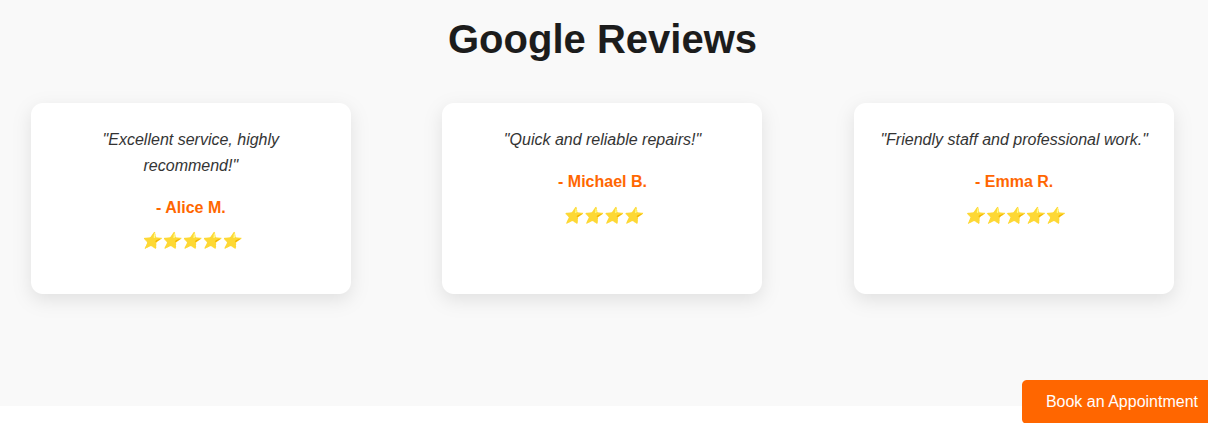 Google Reviews
"Excellent service, highly
recommend!"
- Alice M.
⭐⭐⭐⭐⭐
"Quick and reliable repairs!"
- Michael B.
⭐⭐⭐⭐
"Friendly staff and professional work."
- Emma R.
⭐⭐⭐⭐⭐
Book an Appointment